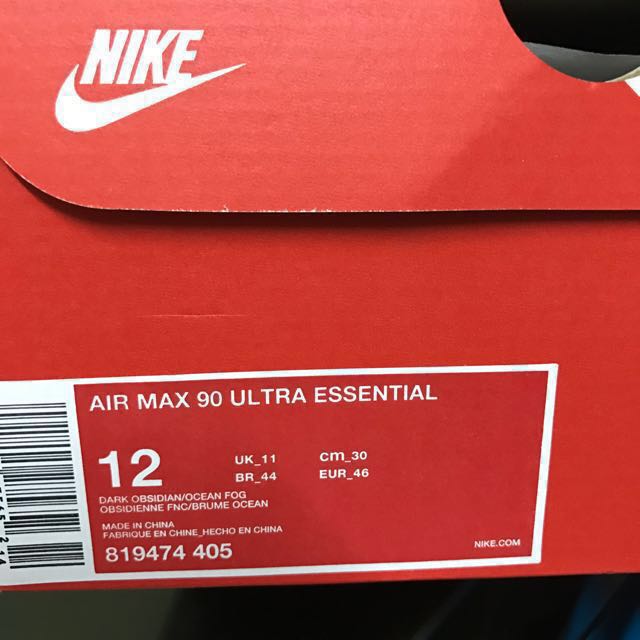 NIKE
AIR MAX 90 ULTRA ESSENTIAL
12
UK_11 cm_30
BR_44 EUR_46
DARK OBSIDIAN/OCEAN FOG
OBSIDIENNE FNC/BRUME OCEAN
MADE IN CHINA
FABRIQUE EN CHINE_HECHO EN CHINA
819474 405
NIKE.COM